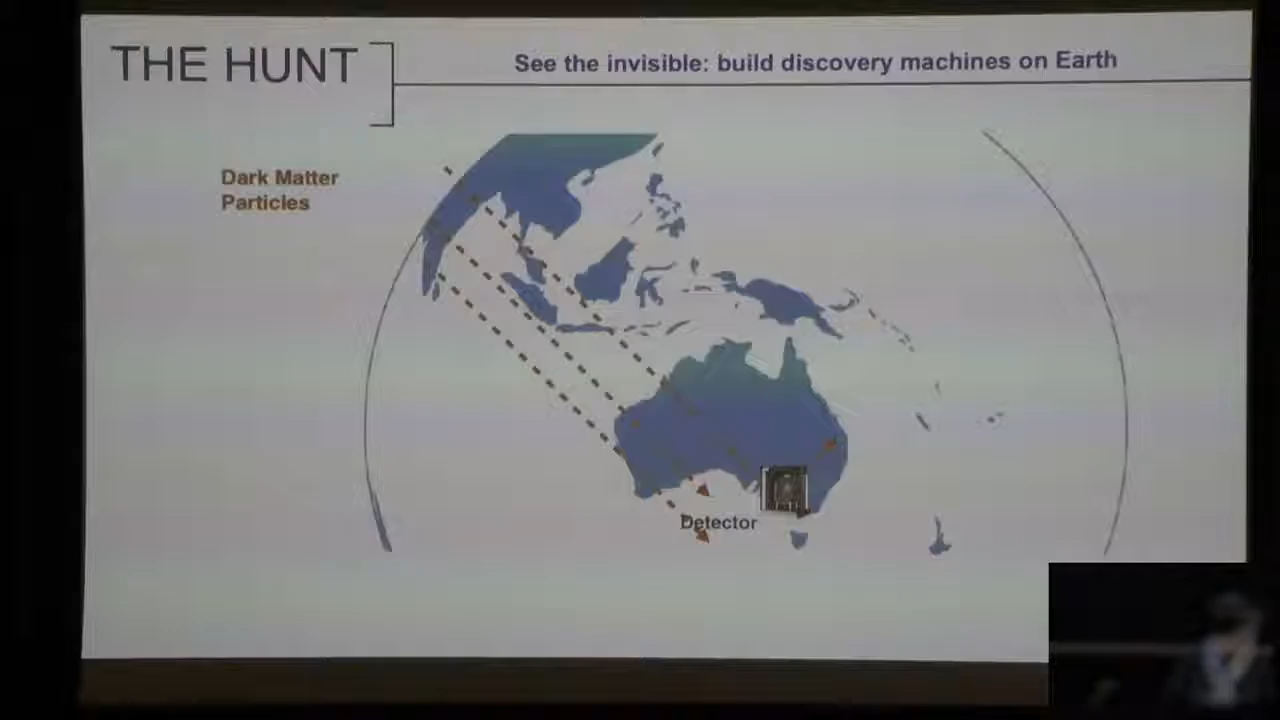 THE HUNT
See the invisible: build discovery machines on Earth
Dark Matter
Particles
Detector